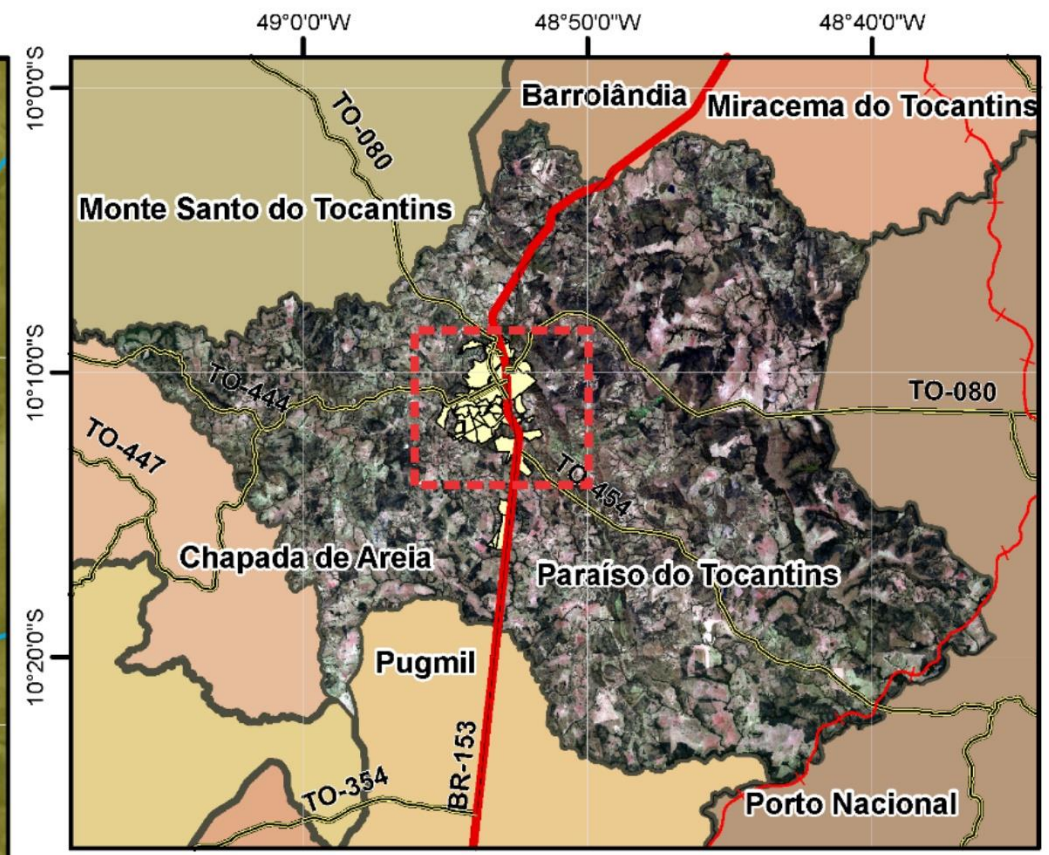 49°0'0"W
48°50'0"W
48°40'0"W
10°0'0"S
Barrolândia
Miracema do Tocantins
TO-080
Monte Santo do Tocantins
10°10'0"S
TO-444
TO-080
TO-447
TO-454
Chapada de Areia
Paraíso do Tocantins
10°20'0"S
Pugmil
BR-153
TO-354
Porto Nacional